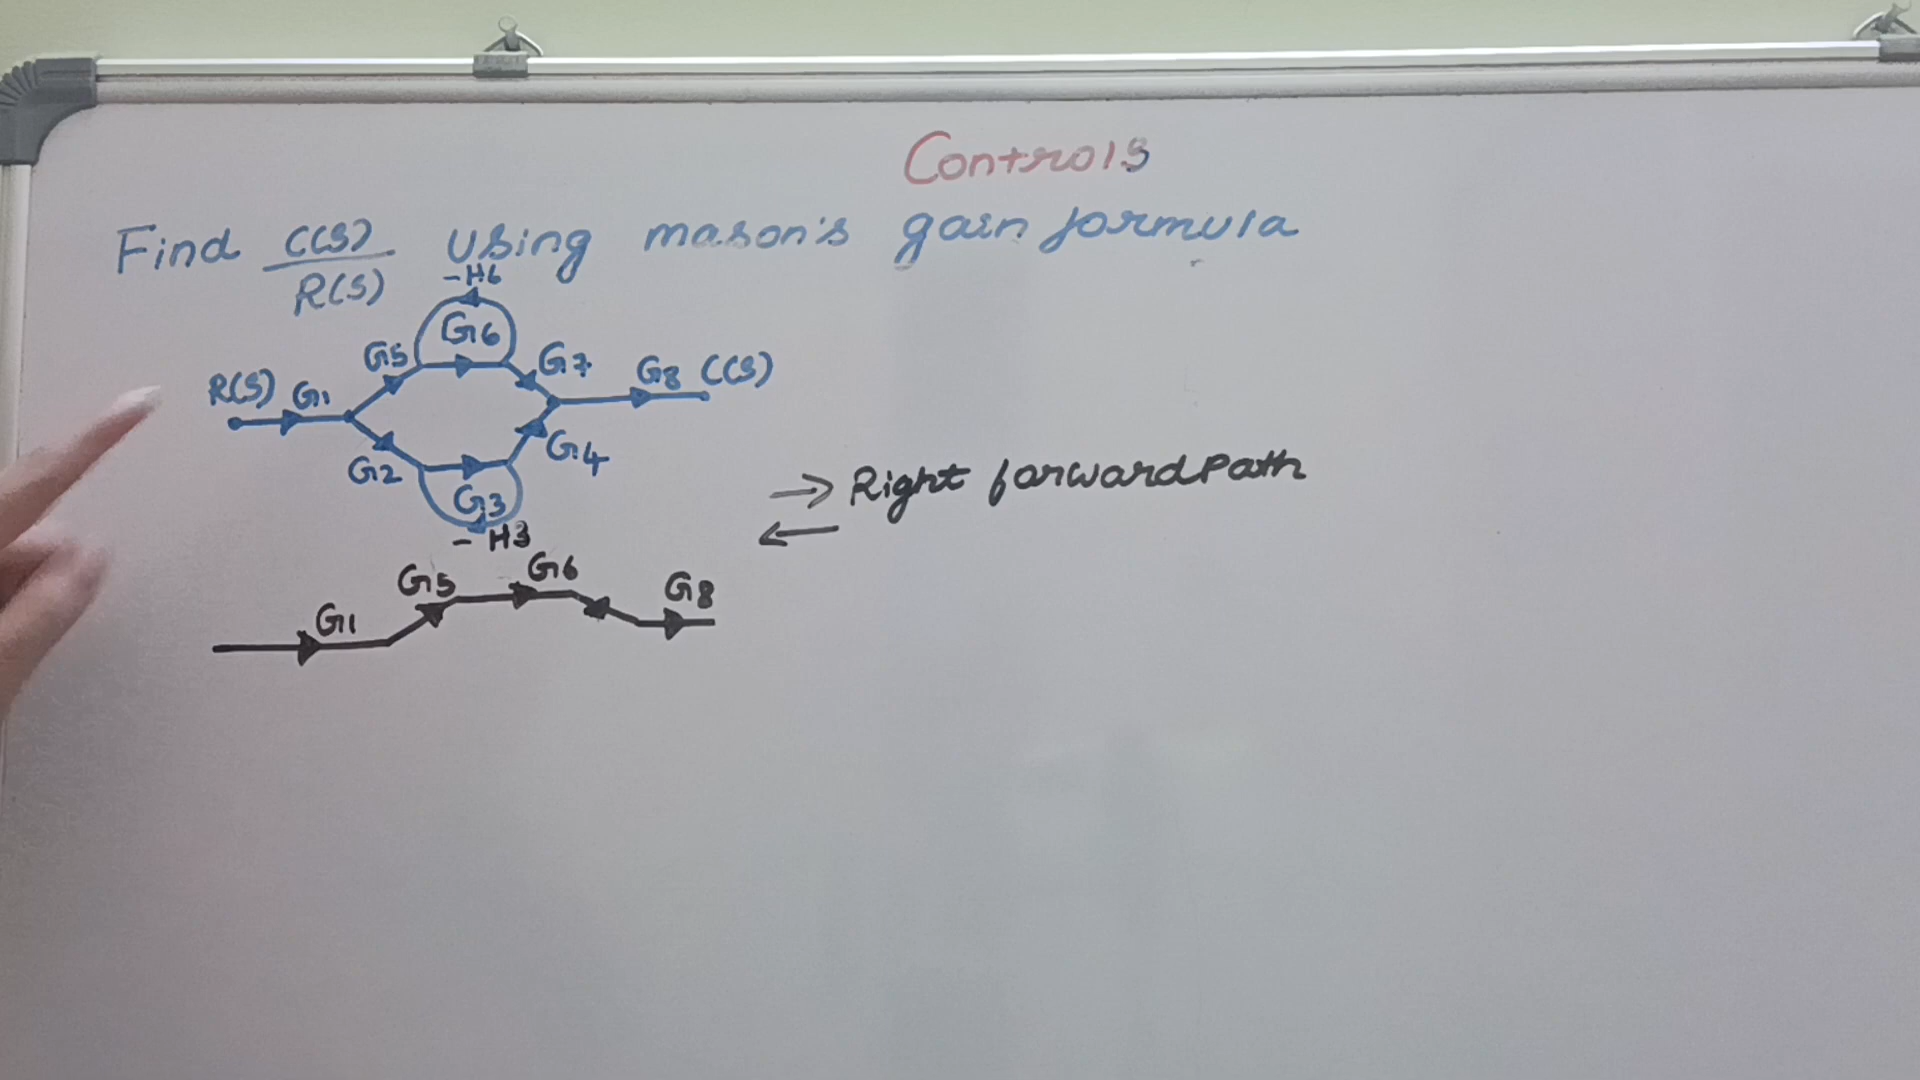 Controls
Find C(S)/R(S) using mason's gain formula
-H6
G6
G5
G7
R(S) G1
G8 C(S)
G2
G4
G3
-H3
→ Right forward Path
←
G5 G6
G1
G8